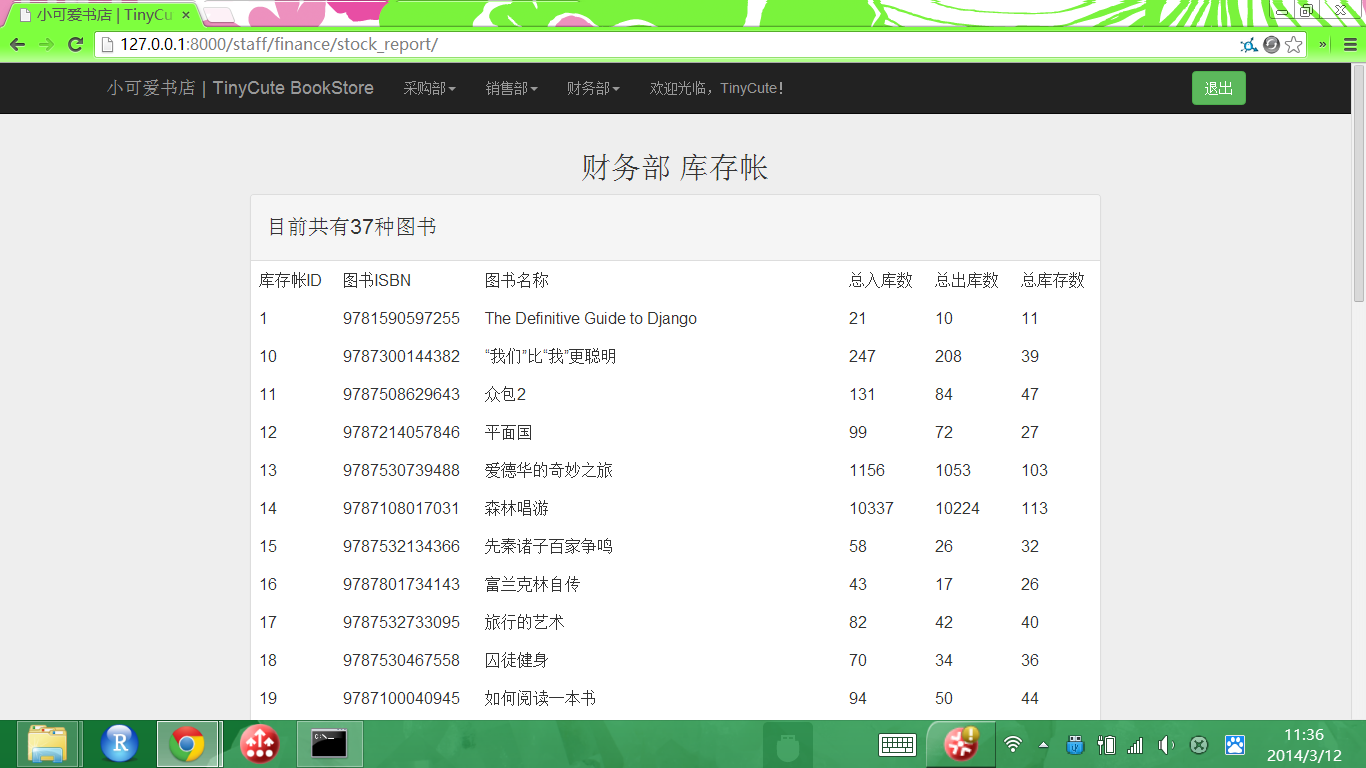 小可爱书店 | TinyCu
127.0.0.1:8000/staff/finance/stock_report/
小可爱书店 | TinyCute BookStore 采购部 销售部 财务部 欢迎光临，TinyCute! 退出
财务部 库存帐
目前共有37种图书
库存帐ID 图书ISBN 图书名称 总入库数 总出库数 总库存数
1 9781590597255 The Definitive Guide to Django 21 10 11
10 9787300144382 “我们”比“我”更聪明 247 208 39
11 9787508629643 众包2 131 84 47
12 9787214057846 平面国 99 72 27
13 9787530739488 爱德华的奇妙之旅 1156 1053 103
14 9787108017031 森林唱游 10337 10224 113
15 9787532134366 先秦诸子百家争鸣 58 26 32
16 9787801734143 富兰克林自传 43 17 26
17 9787532733095 旅行的艺术 82 42 40
18 9787530467558 囚徒健身 70 34 36
19 9787100040945 如何阅读一本书 94 50 44
R
11:36
2014/3/12